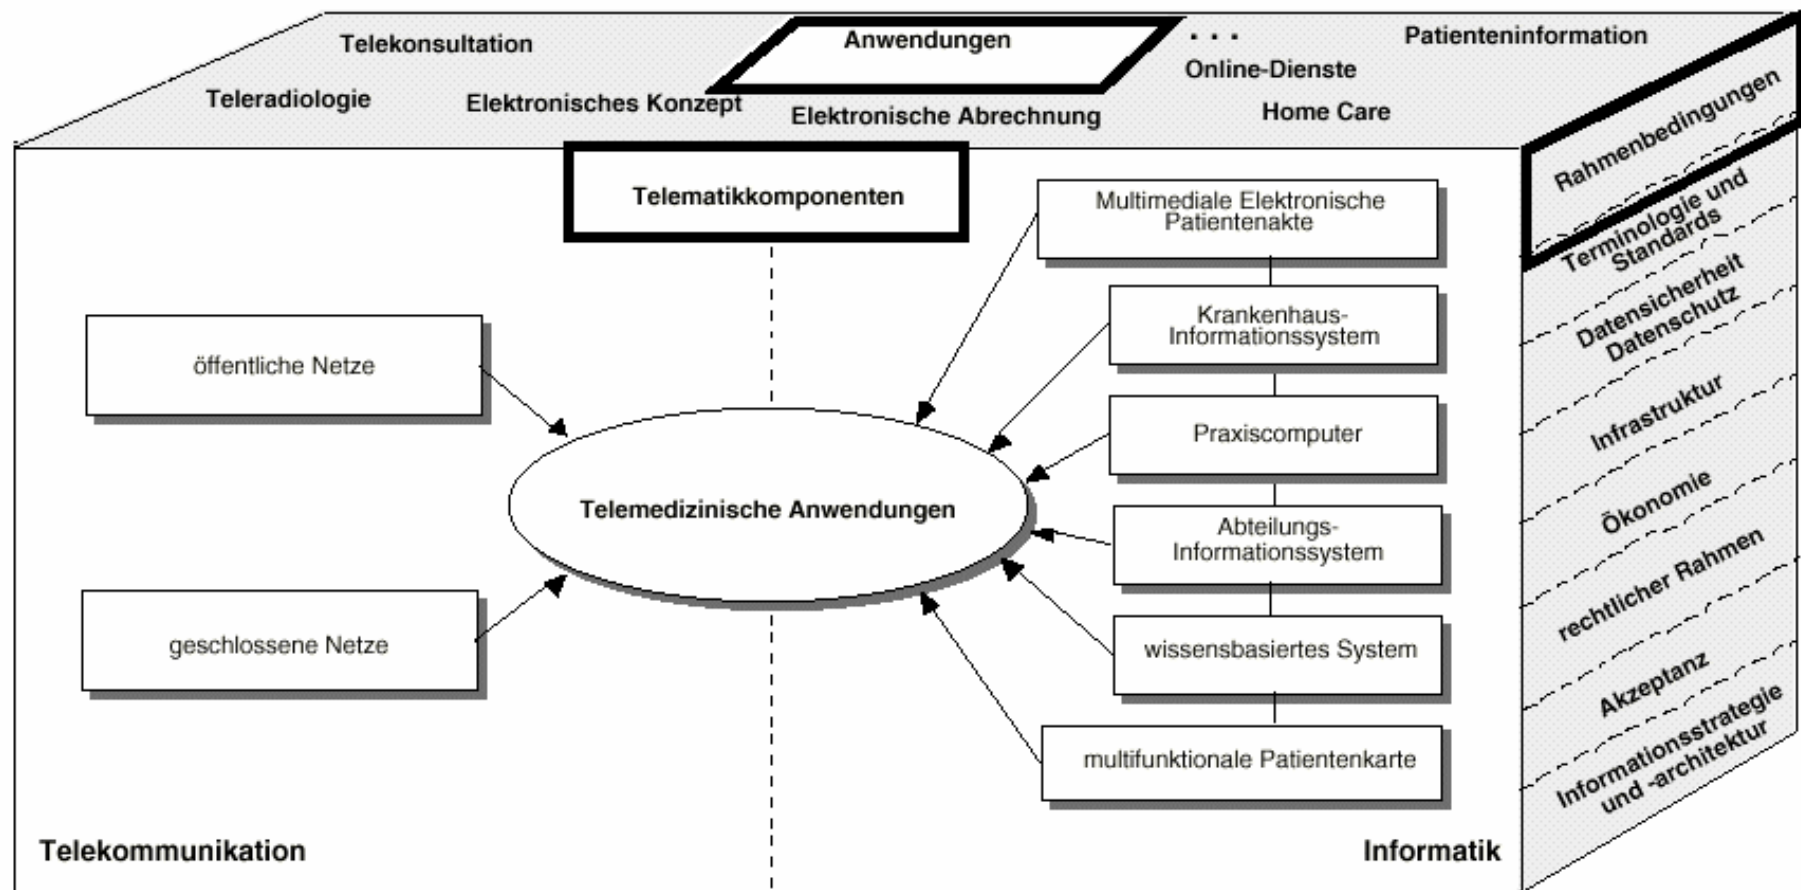 Telekonsultation
Anwendungen
. . .
Patienteninformation
Online-Dienste
Teleradiologie
Elektronisches Konzept
Elektronische Abrechnung
Home Care
Rahmenbedingungen
Terminologie und
Standards
Datensicherheit
Datenschutz
Infrastruktur
Ökonomie
rechtlicher Rahmen
Akzeptanz
Informationsstrategie
und -architektur
Telematikkomponenten
öffentliche Netze
geschlossene Netze
Telemedizinische Anwendungen
Multimediale Elektronische
Patientenakte
Krankenhaus-
Informationssystem
Praxiscomputer
Abteilungs-
Informationssystem
wissensbasiertes System
multifunktionale Patientenkarte
Telekommunikation
Informatik